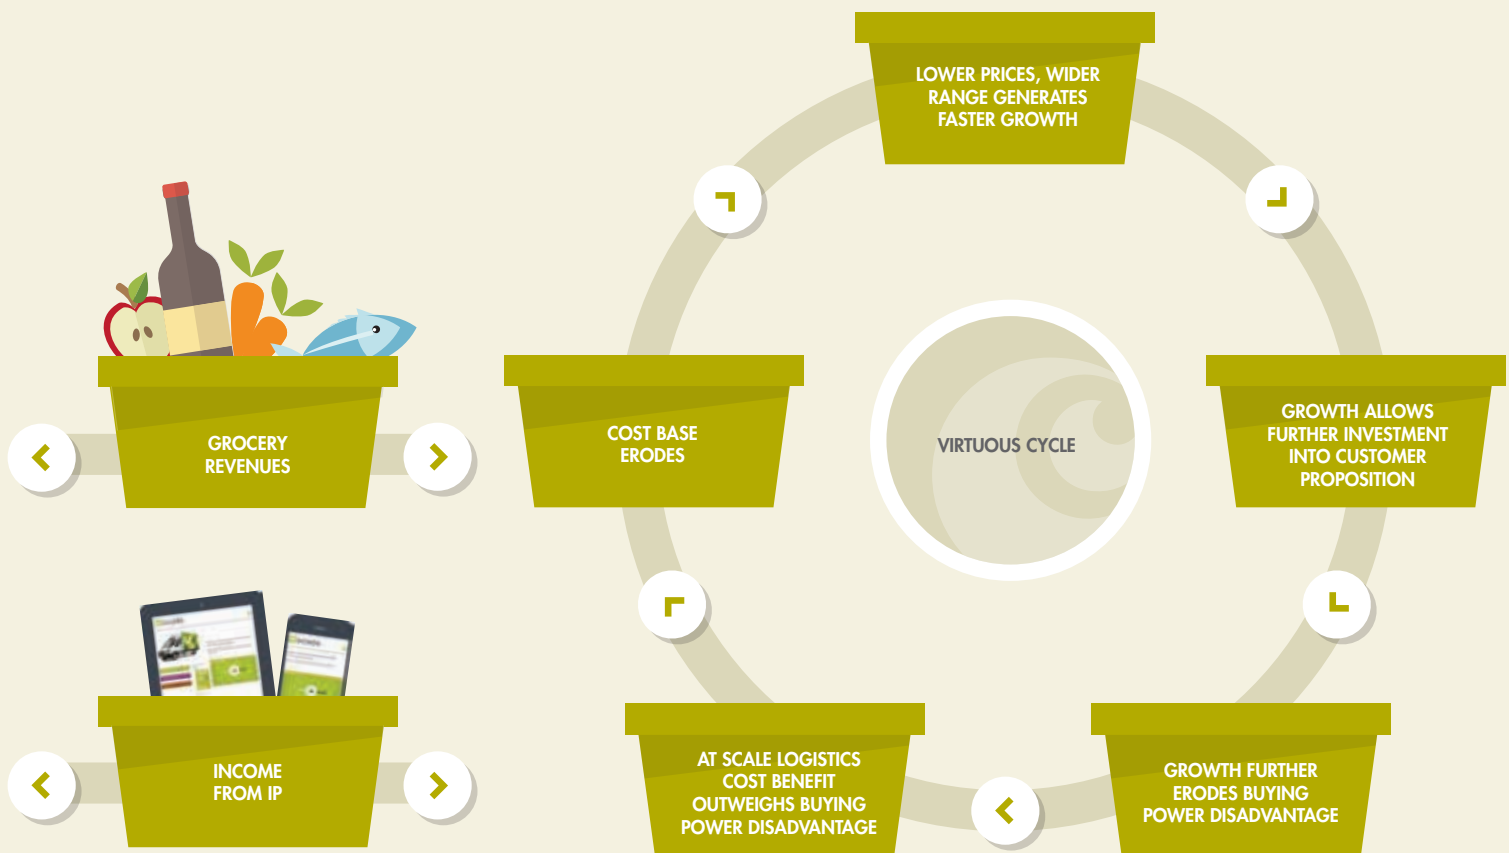 LOWER PRICES, WIDER
RANGE GENERATES
FASTER GROWTH
GROCERY
REVENUES
COST BASE
ERODES
VIRTUOUS CYCLE
GROWTH ALLOWS
FURTHER INVESTMENT
INTO CUSTOMER
PROPOSITION
INCOME
FROM IP
AT SCALE LOGISTICS
COST BENEFIT
OUTWEIGHS BUYING
POWER DISADVANTAGE
GROWTH FURTHER
ERODES BUYING
POWER DISADVANTAGE